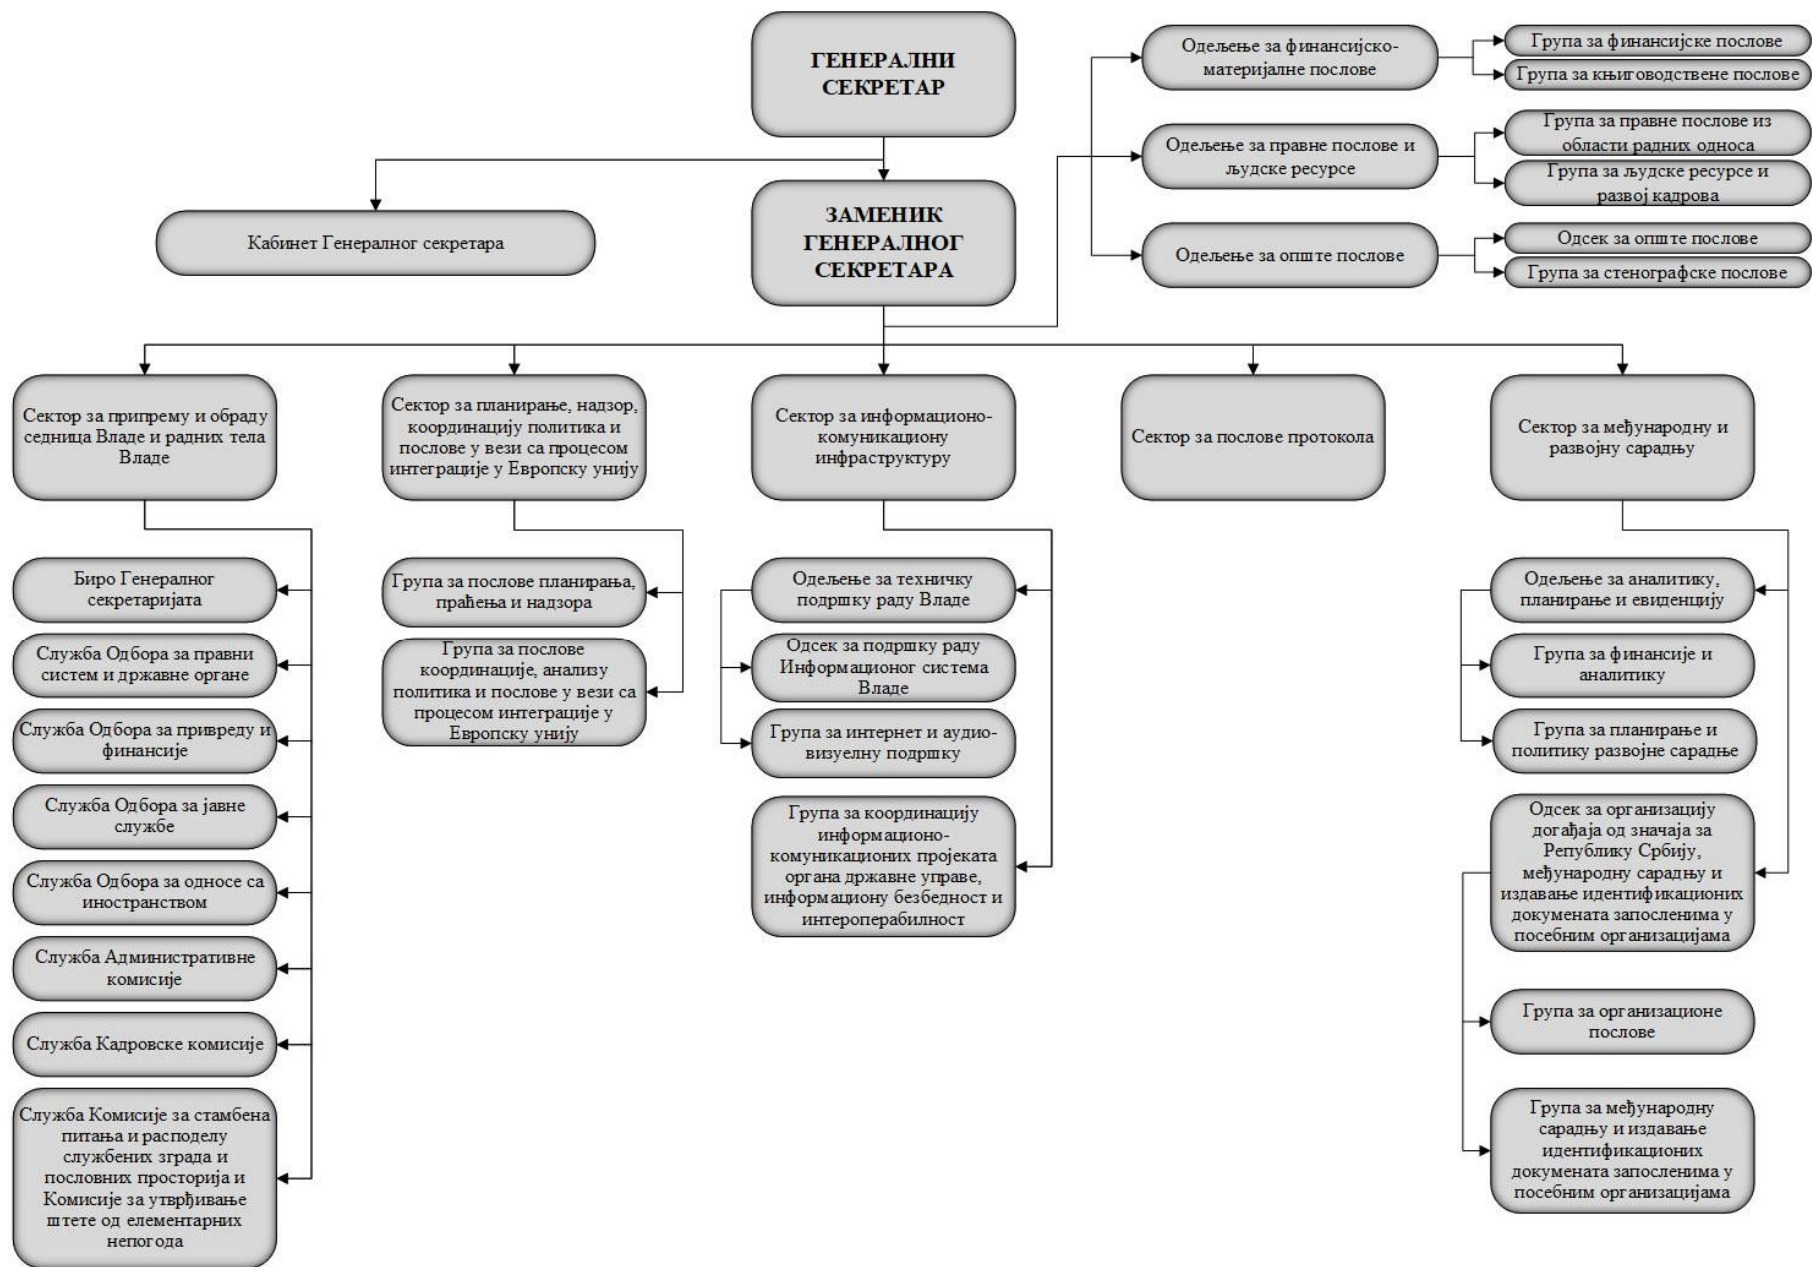 ГЕНЕРАЛНИ
СЕКРЕТАР
Кабинет Генералног секретара
ЗАМЕНИК
ГЕНЕРАЛНОГ
СЕКРЕТАРА
Одељење за финансијско-
материјалне послове
Група за финансијске послове
Група за књиговодствене послове
Одељење за правне послове и
људске ресурсе
Група за правне послове из
области радних односа
Група за људске ресурсе и
развој кадрова
Одељење за опште послове
Одсек за опште послове
Група за стенографске послове
Сектор за припрему и обраду
седница Владе и радних тела
Владе
Биро Генералног
секретаријата
Служба Одбора за правни
систем и државне органе
Служба Одбора за привреду и
финансије
Служба Одбора за јавне
службе
Служба Одбора за односе са
иностранством
Служба Административне
комисије
Служба Кадровске комисије
Служба Комисије за стамбена
питања и расподелу
службених зграда и
пословних просторија и
Комисије за утврђивање
штете од елементарних
непогода
Сектор за планирање, надзор,
координацију политика и
послове у вези са процесом
интеграције у Европску унију
Група за послове планирања,
праћења и надзора
Група за послове
координације, анализу
политика и послове у вези са
процесом интеграције у
Европску унију
Сектор за информационо-
комуникациону
инфраструктуру
Одељење за техничку
подршку раду Владе
Одсек за подршку раду
Информационог система
Владе
Група за интернет и аудио-
визуелну подршку
Група за координацију
информационо-
комуникационих пројеката
органа државне управе,
информациону безбедност и
интероперабилност
Сектор за послове протокола
Сектор за међународну и
развојну сарадњу
Одељење за аналитику,
планирање и евиденцију
Група за финансије и
аналитику
Група за планирање и
политику развојне сарадње
Одсек за организацију
догађаја од значаја за
Републику Србију,
међународну сарадњу и
издавање идентификационих
докумената запосленима у
посебним организацијама
Група за организационе
послове
Група за међународну
сарадњу и издавање
идентификационих
докумената запосленима у
посебним организацијама